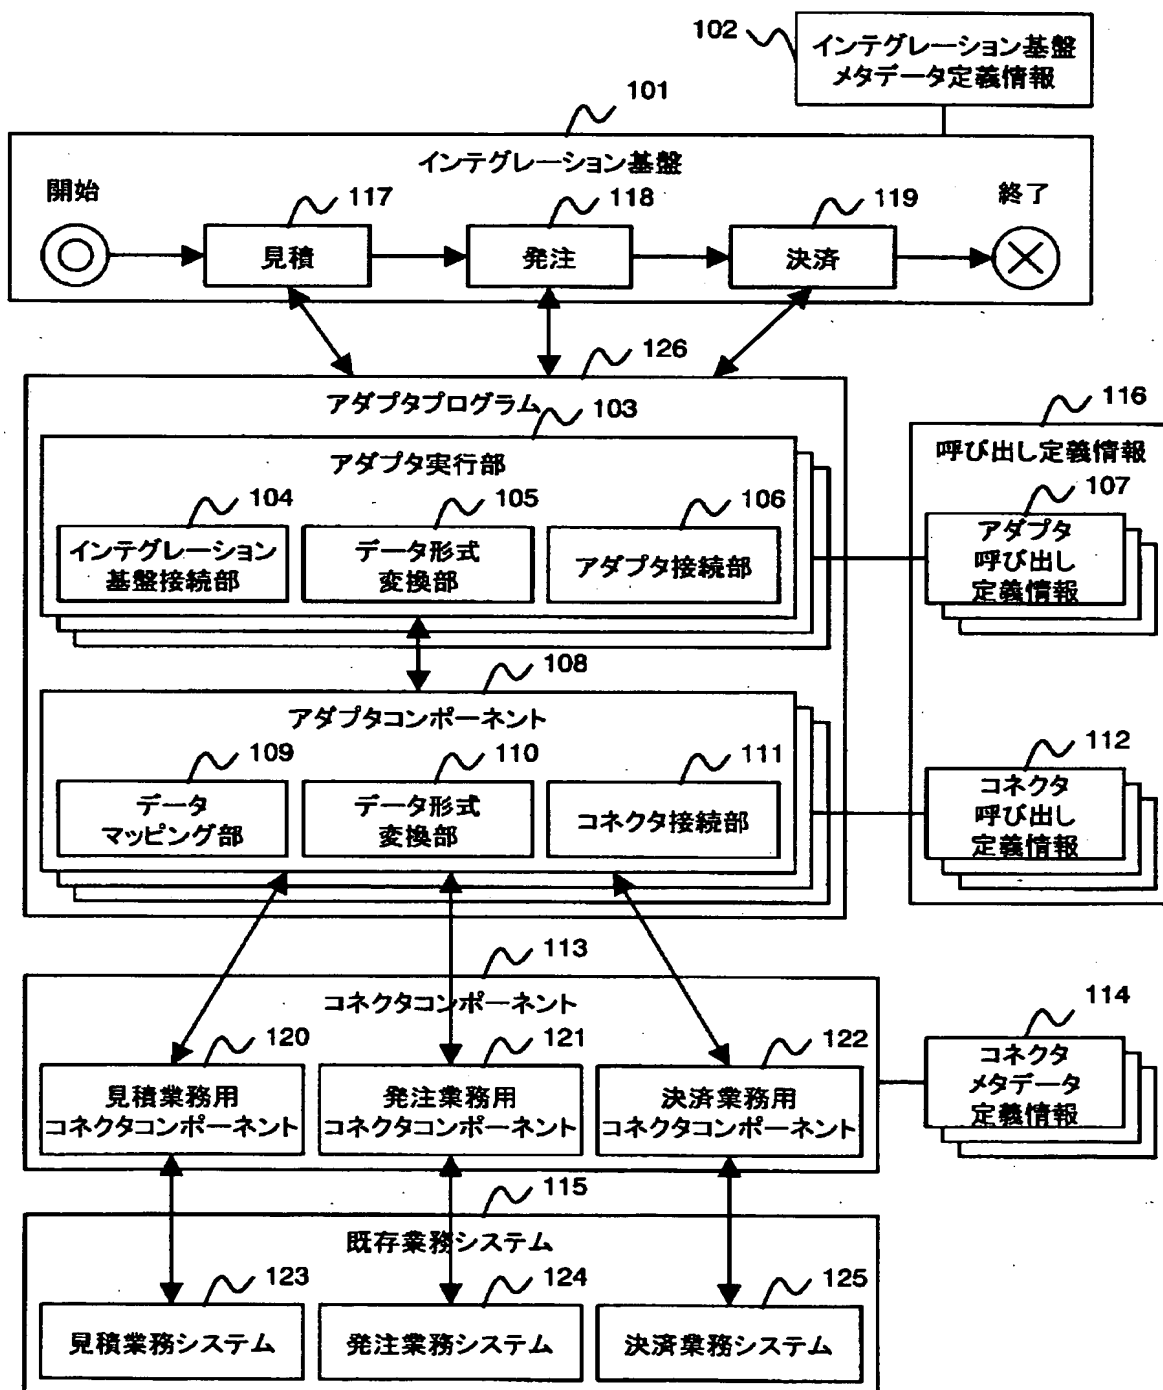 102
インテグレーション基盤
メタデータ定義情報
101
インテグレーション基盤
開始
117
118
119
終了
見積
発注
決済
126
アダプタプログラム
103
アダプタ実行部
104
105
106
インテグレーション
基盤接続部
データ形式
変換部
アダプタ接続部
116
呼び出し定義情報
107
アダプタ
呼び出し
定義情報
108
アダプタコンポーネント
109
110
111
データ
マッピング部
データ形式
変換部
コネクタ接続部
112
コネクタ
呼び出し
定義情報
113
コネクタコンポーネント
120
121
122
見積業務用
コネクタコンポーネント
発注業務用
コネクタコンポーネント
決済業務用
コネクタコンポーネント
114
コネクタ
メタデータ
定義情報
115
既存業務システム
123
124
125
見積業務システム
発注業務システム
決済業務システム